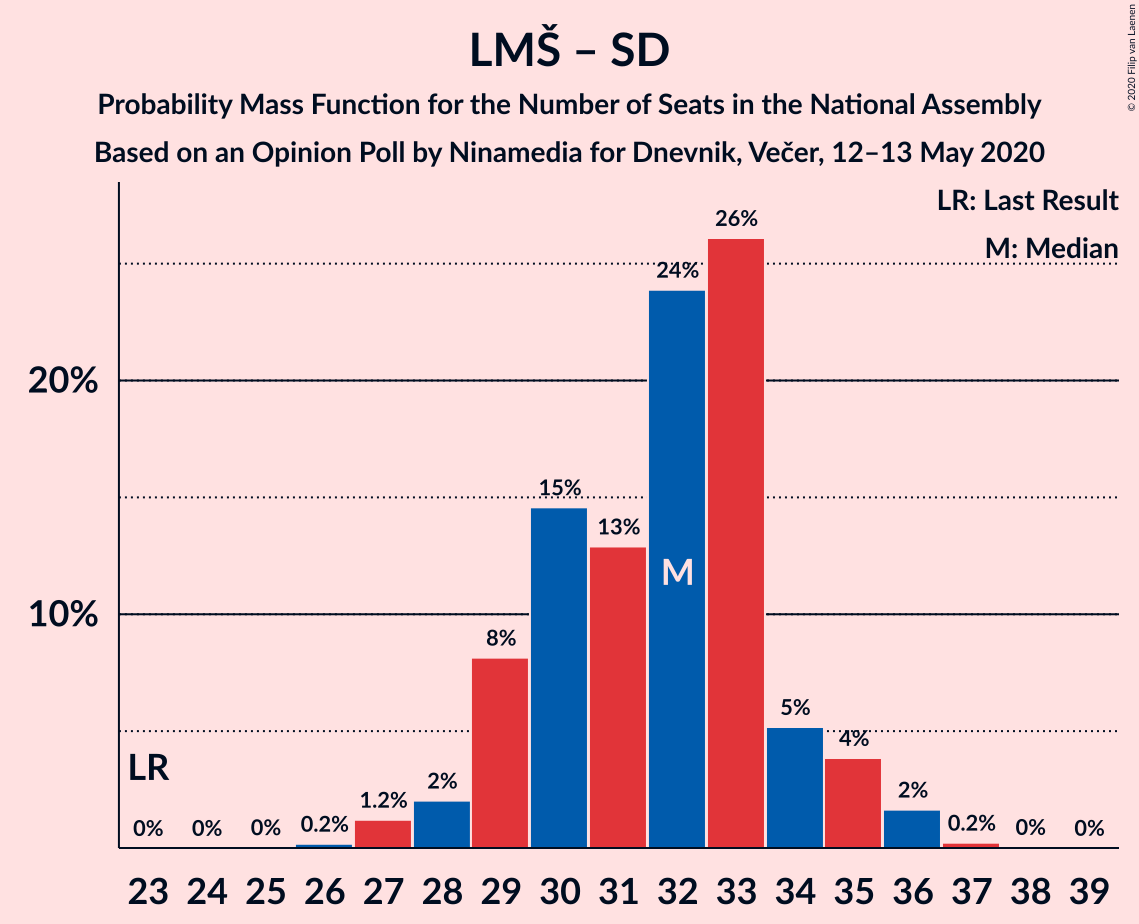 LMŠ – SD
Probability Mass Function for the Number of Seats in the National Assembly
Based on an Opinion Poll by Ninamedia for Dnevnik, Večer, 12–13 May 2020
© 2020 Filip van Laenen
LR: Last Result
M: Median
20%
10%
LR
M
0%
0%
0%
0.2%
1.2%
2%
8%
15%
13%
24%
26%
5%
4%
2%
0.2%
0%
0%
23 24 25 26 27 28 29 30 31 32 33 34 35 36 37 38 39